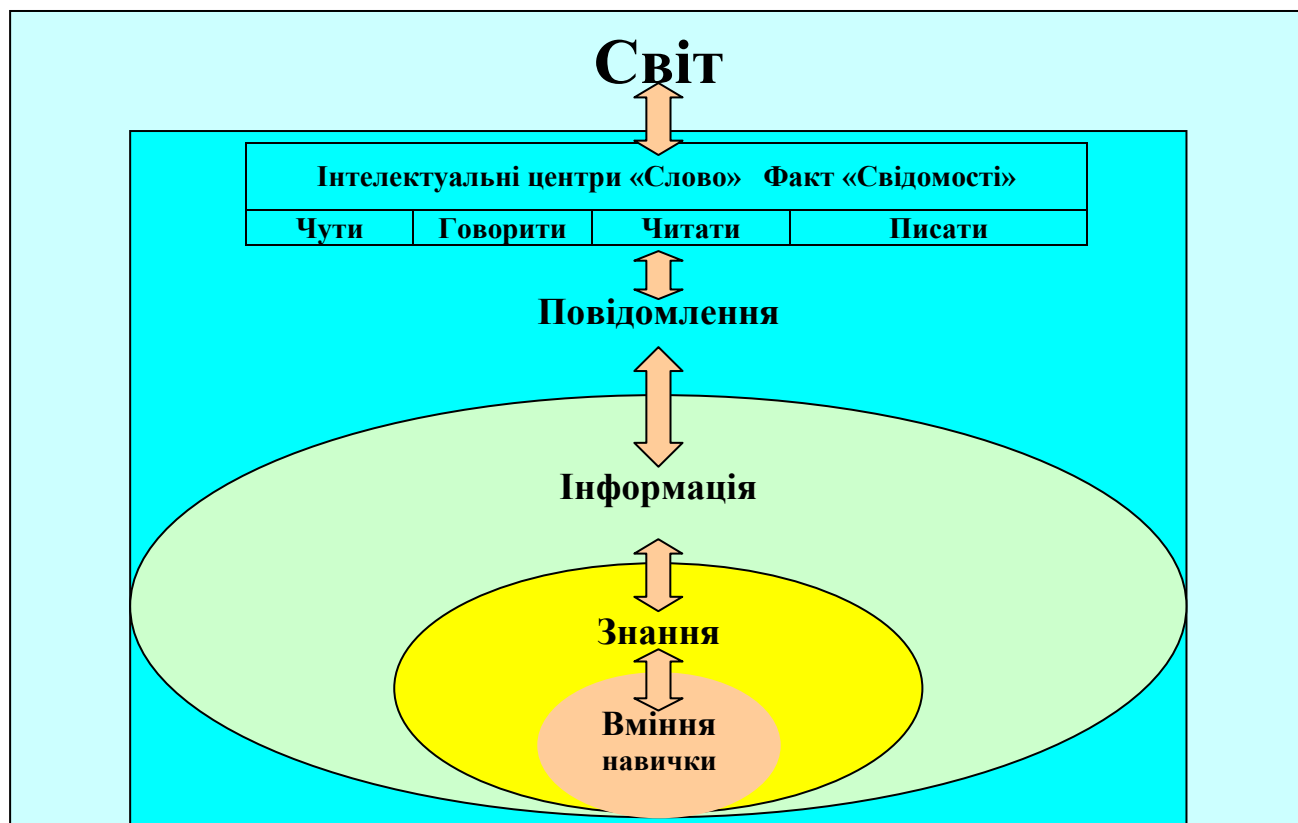 Світ
Інтелектуальні центри «Слово» Факт «Свідомості»
Чути Говорити Читати Писати
Повідомлення
Інформація
Знання
Вміння
навички